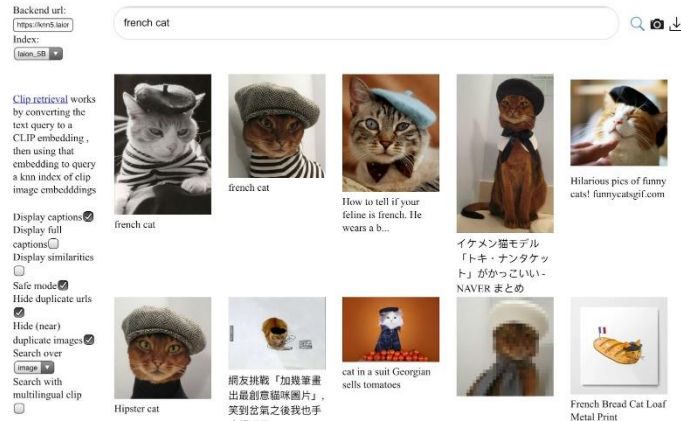 Backend url:
https://knn5.laior
Index:
laion_5B
french cat
Clip retrieval works
by converting the
text query to a
CLIP embedding ,
then using that
embedding to query
a knn index of clip
image embedddings
Display captions
Display full
captions
Display similarities
Safe mode
Hide duplicate urls
Hide (near)
duplicate images
Search over
image
Search with
multilingual clip
french cat
french cat
How to tell if your
feline is french. He
wears a b...
イケメン猫モデル
「トキ・ナンタケッ
ト」がかっこいい -
NAVER まとめ
Hilarious pics of funny
cats! funnycatsgif.com
Hipster cat
網友挑戰「加幾筆畫
出最創意貓咪圖片」,
笑到岔氣之後我也手
cat in a suit Georgian
sells tomatoes
French Bread Cat Loaf
Metal Print